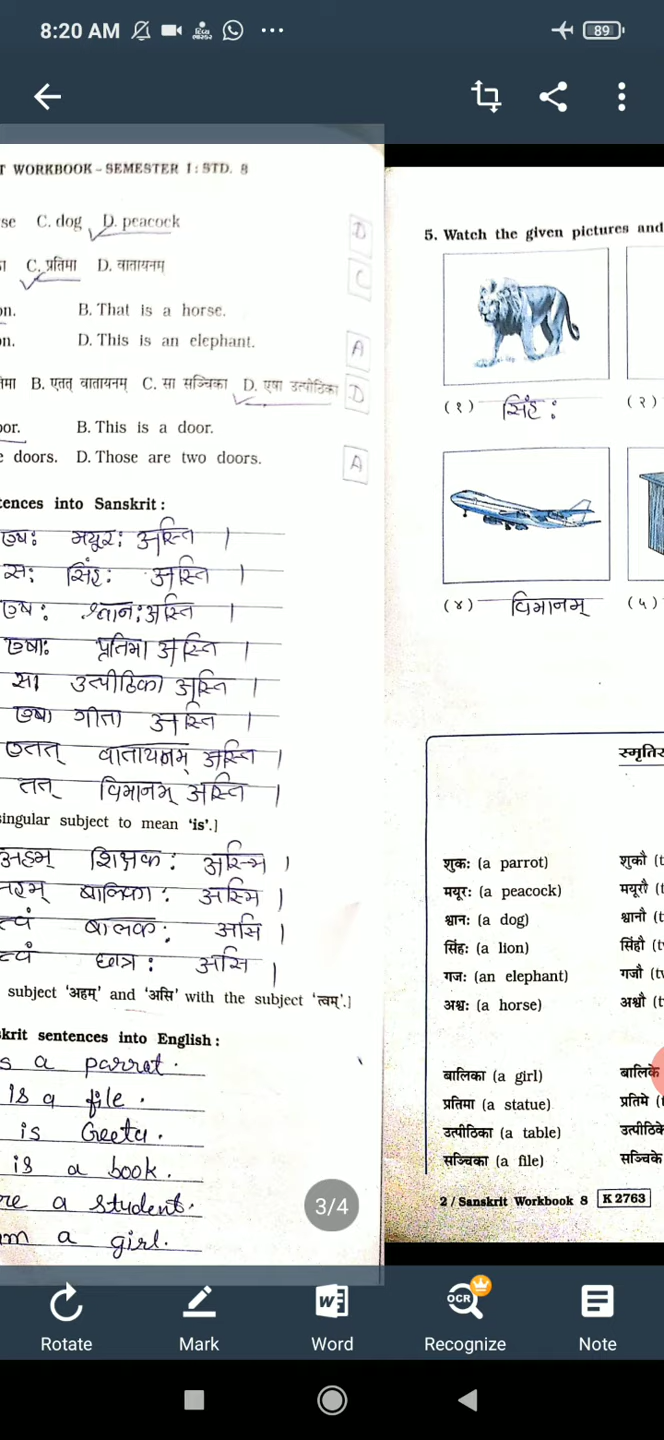 8:20 AM
89
T WORKBOOK – SEMESTER I : STD. 8
se C. dog D. peacock
D
ा C. प्रतिमा D. वातायनम्
C
on. B. That is a horse.
on. D. This is an elephant.
A
तिमा B. एतत् वातायनम् C. सा सञ्चिका D. एषा उत्पीठिका
D
oor. B. This is a door.
e doors. D. Those are two doors.
A
tences into Sanskrit :
एषः मयूरः अस्ति ।
सः सिंहः अस्ति ।
एषः श्वानः अस्ति ।
एषाः प्रतिमा अस्ति ।
सा उत्पीठिका अस्ति ।
एषा गीता अस्ति ।
एतत् वातायनम् अस्ति ।
तत् विमानम् अस्ति ।
singular subject to mean 'is'.]
अहम् शिक्षकः अस्मि ।
अहम् बालिकाः अस्मि ।
त्वं बालकः असि ।
त्वं छात्रः असि ।
subject 'अहम्' and 'असि' with the subject 'त्वम्'.]
skrit sentences into English :
s a parrot.
is a file.
is Geeta.
is a book.
re a student.
m a girl.
5. Watch the given pictures and
(१) सिंहः (२)
(४) विमानम् (५)
स्मृतिस
शुकः (a parrot) शुकौ (t
मयूरः (a peacock) मयूरौ (t
श्वानः (a dog) श्वानौ (t
सिंहः (a lion) सिंहौ (tv
गजः (an elephant) गजौ (tv
अश्वः (a horse) अश्वौ (t
बालिका (a girl) बालिके
प्रतिमा (a statue) प्रतिमे (t
उत्पीठिका (a table) उत्पीठिके
सञ्चिका (a file) सञ्चिके
2 / Sanskrit Workbook 8 K 2763
3/4
Rotate Mark Word Recognize Note
W
OCR